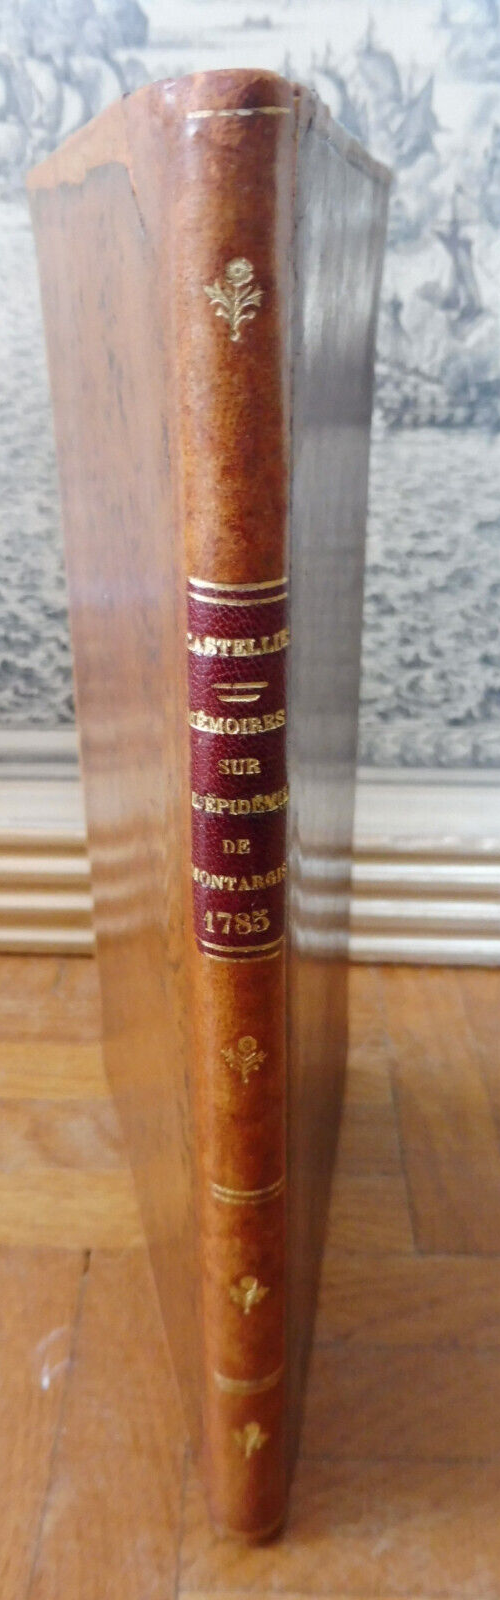 CASTELLIE
MÉMOIRES
SUR
L'ÉPIDÉMI
DE
MONTARGIS
1785